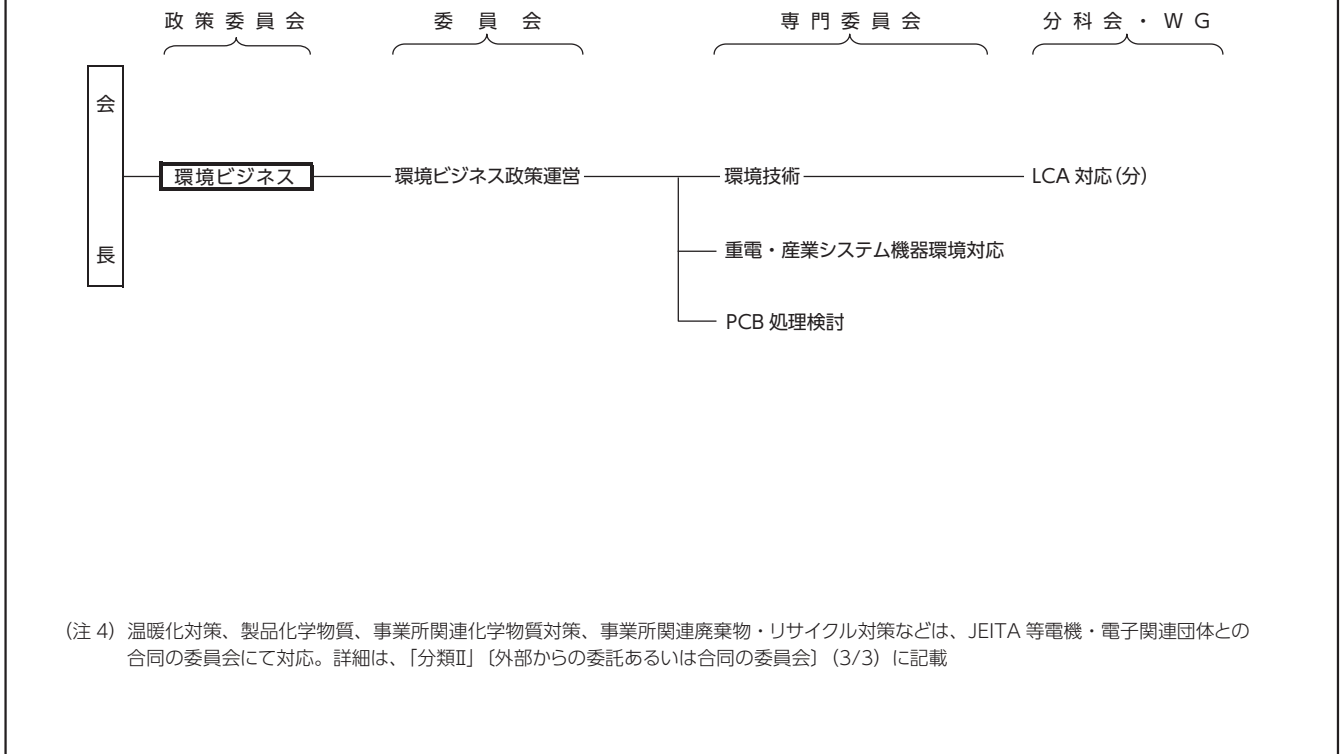 政策委員会 委員会 専門委員会 分科会・WG
会長
環境ビジネス 環境ビジネス政策運営 環境技術 LCA 対応(分)
重電・産業システム機器環境対応
PCB 処理検討
(注 4) 温暖化対策、製品化学物質、事業所関連化学物質対策、事業所関連廃棄物・リサイクル対策などは、JEITA 等電機・電子関連団体との
合同の委員会にて対応。詳細は、「分類Ⅱ」〔外部からの委託あるいは合同の委員会〕(3/3) に記載